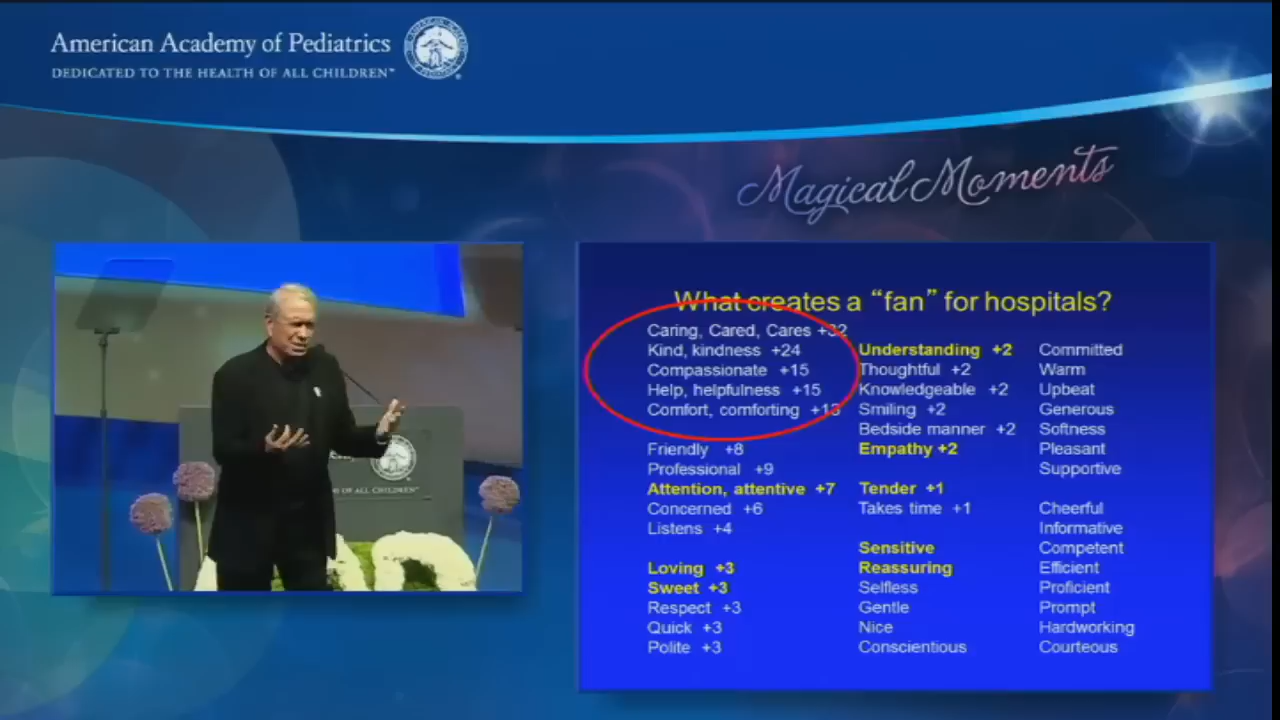 American Academy of Pediatrics
DEDICATED TO THE HEALTH OF ALL CHILDREN™
Magical Moments
OF ALL CHILDREN™
What creates a "fan" for hospitals?
Caring, Cared, Cares +32
Kind, kindness +24
Compassionate +15
Help, helpfulness +15
Comfort, comforting +13
Friendly +8
Professional +9
Attention, attentive +7
Concerned +6
Listens +4
Loving +3
Sweet +3
Respect +3
Quick +3
Polite +3
Understanding +2
Thoughtful +2
Knowledgeable +2
Smiling +2
Bedside manner +2
Empathy +2
Tender +1
Takes time +1
Sensitive
Reassuring
Selfless
Gentle
Nice
Conscientious
Committed
Warm
Upbeat
Generous
Softness
Pleasant
Supportive
Cheerful
Informative
Competent
Efficient
Proficient
Prompt
Hardworking
Courteous